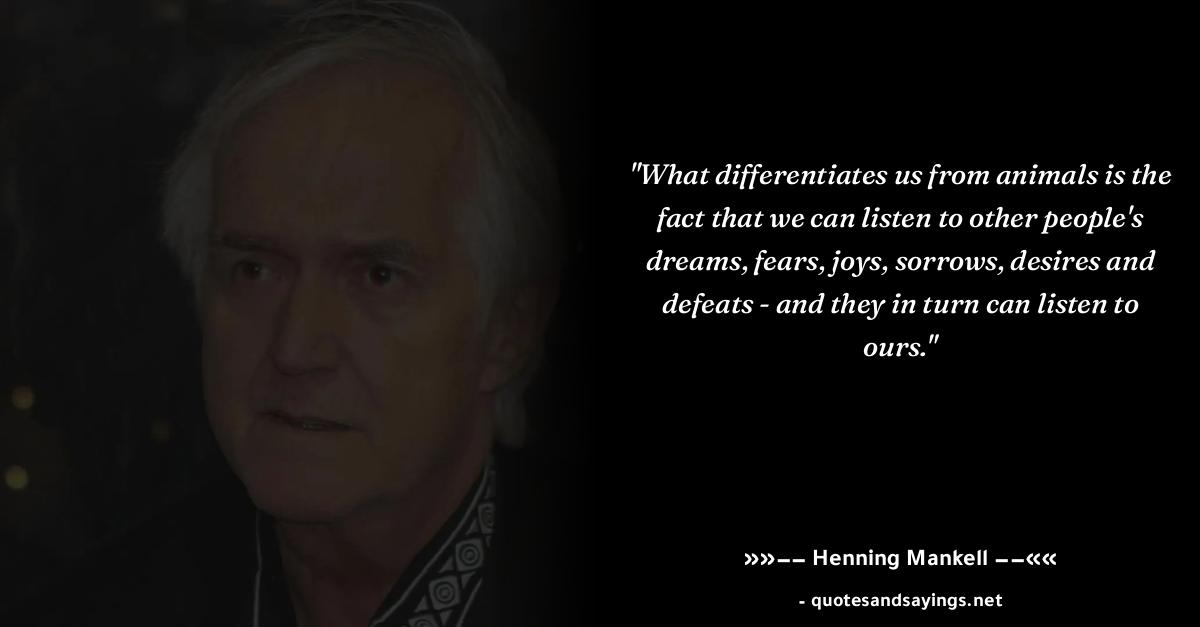 "What differentiates us from animals is the
fact that we can listen to other people's
dreams, fears, joys, sorrows, desires and
defeats - and they in turn can listen to
ours."
»»−− Henning Mankell −−««
- quotesandsayings.net